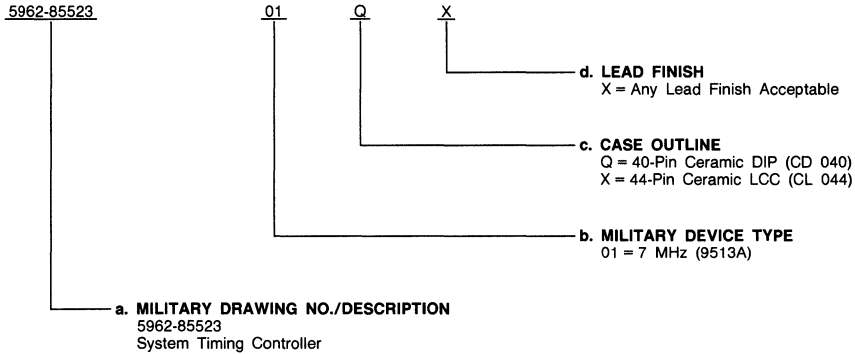 5962-85523 01 Q X
d. LEAD FINISH
X = Any Lead Finish Acceptable
c. CASE OUTLINE
Q = 40-Pin Ceramic DIP (CD 040)
X = 44-Pin Ceramic LCC (CL 044)
b. MILITARY DEVICE TYPE
01 = 7 MHz (9513A)
a. MILITARY DRAWING NO./DESCRIPTION
5962-85523
System Timing Controller